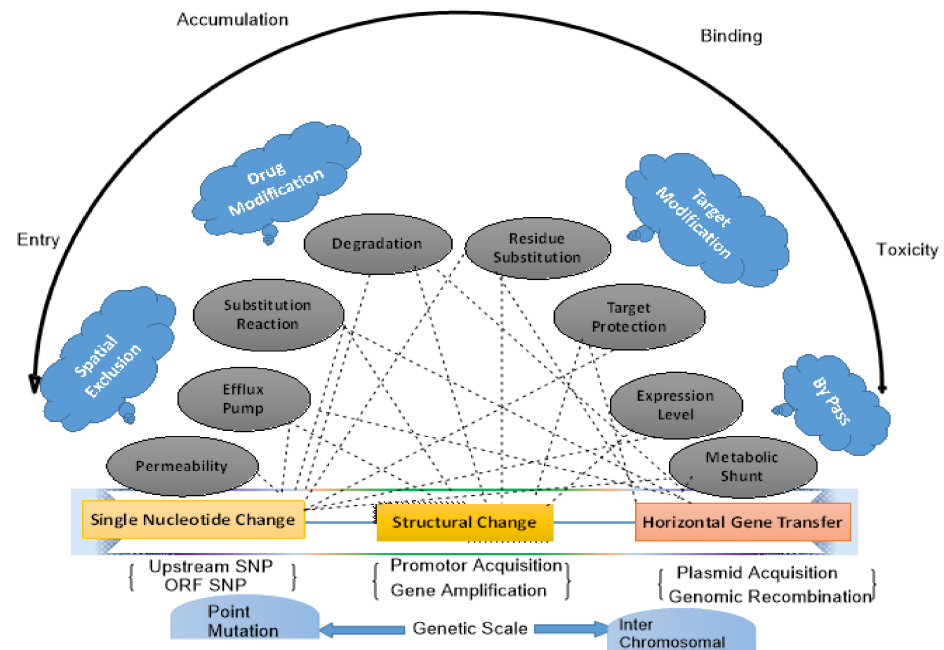 Accumulation
Binding
Entry
Toxicity
Drug
Modification
Target
Modification
Spatial
Exclusion
By Pass
Degradation
Residue
Substitution
Substitution
Reaction
Target
Protection
Efflux
Pump
Expression
Level
Permeability
Metabolic
Shunt
Single Nucleotide Change
Structural Change
Horizontal Gene Transfer
Upstream SNP
ORF SNP
Promotor Acquisition
Gene Amplification
Plasmid Acquisition
Genomic Recombination
Point
Mutation
Genetic Scale
Inter
Chromosomal